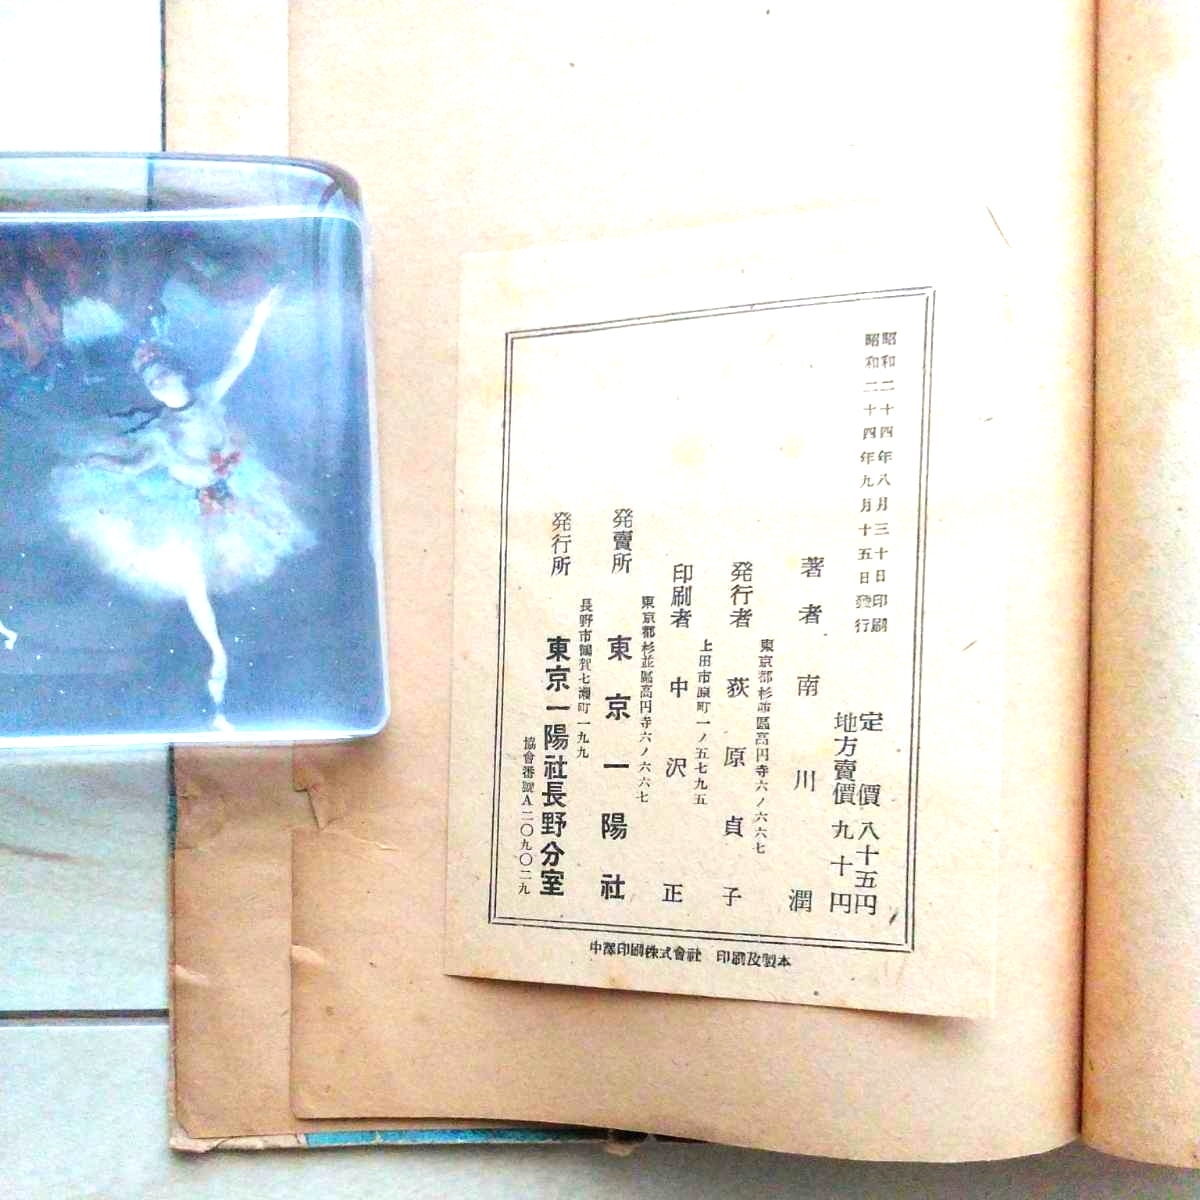 昭和二十四年八月三十日印刷
昭和二十四年九月十五日發行
定價八十五円
地方賣價九十円
著者 南川潤
東京都杉並區高円寺六ノ六六七
発行者 荻原貞子
上田市原町一ノ五七九五
印刷者 中沢正
東京都杉並區高円寺六ノ六六七
発賣所 東京一陽社
長野市鶴賀七瀬町一九九
発行所 東京一陽社長野分室
協會番號A二〇九〇二九
中澤印刷株式會社 印刷及製本